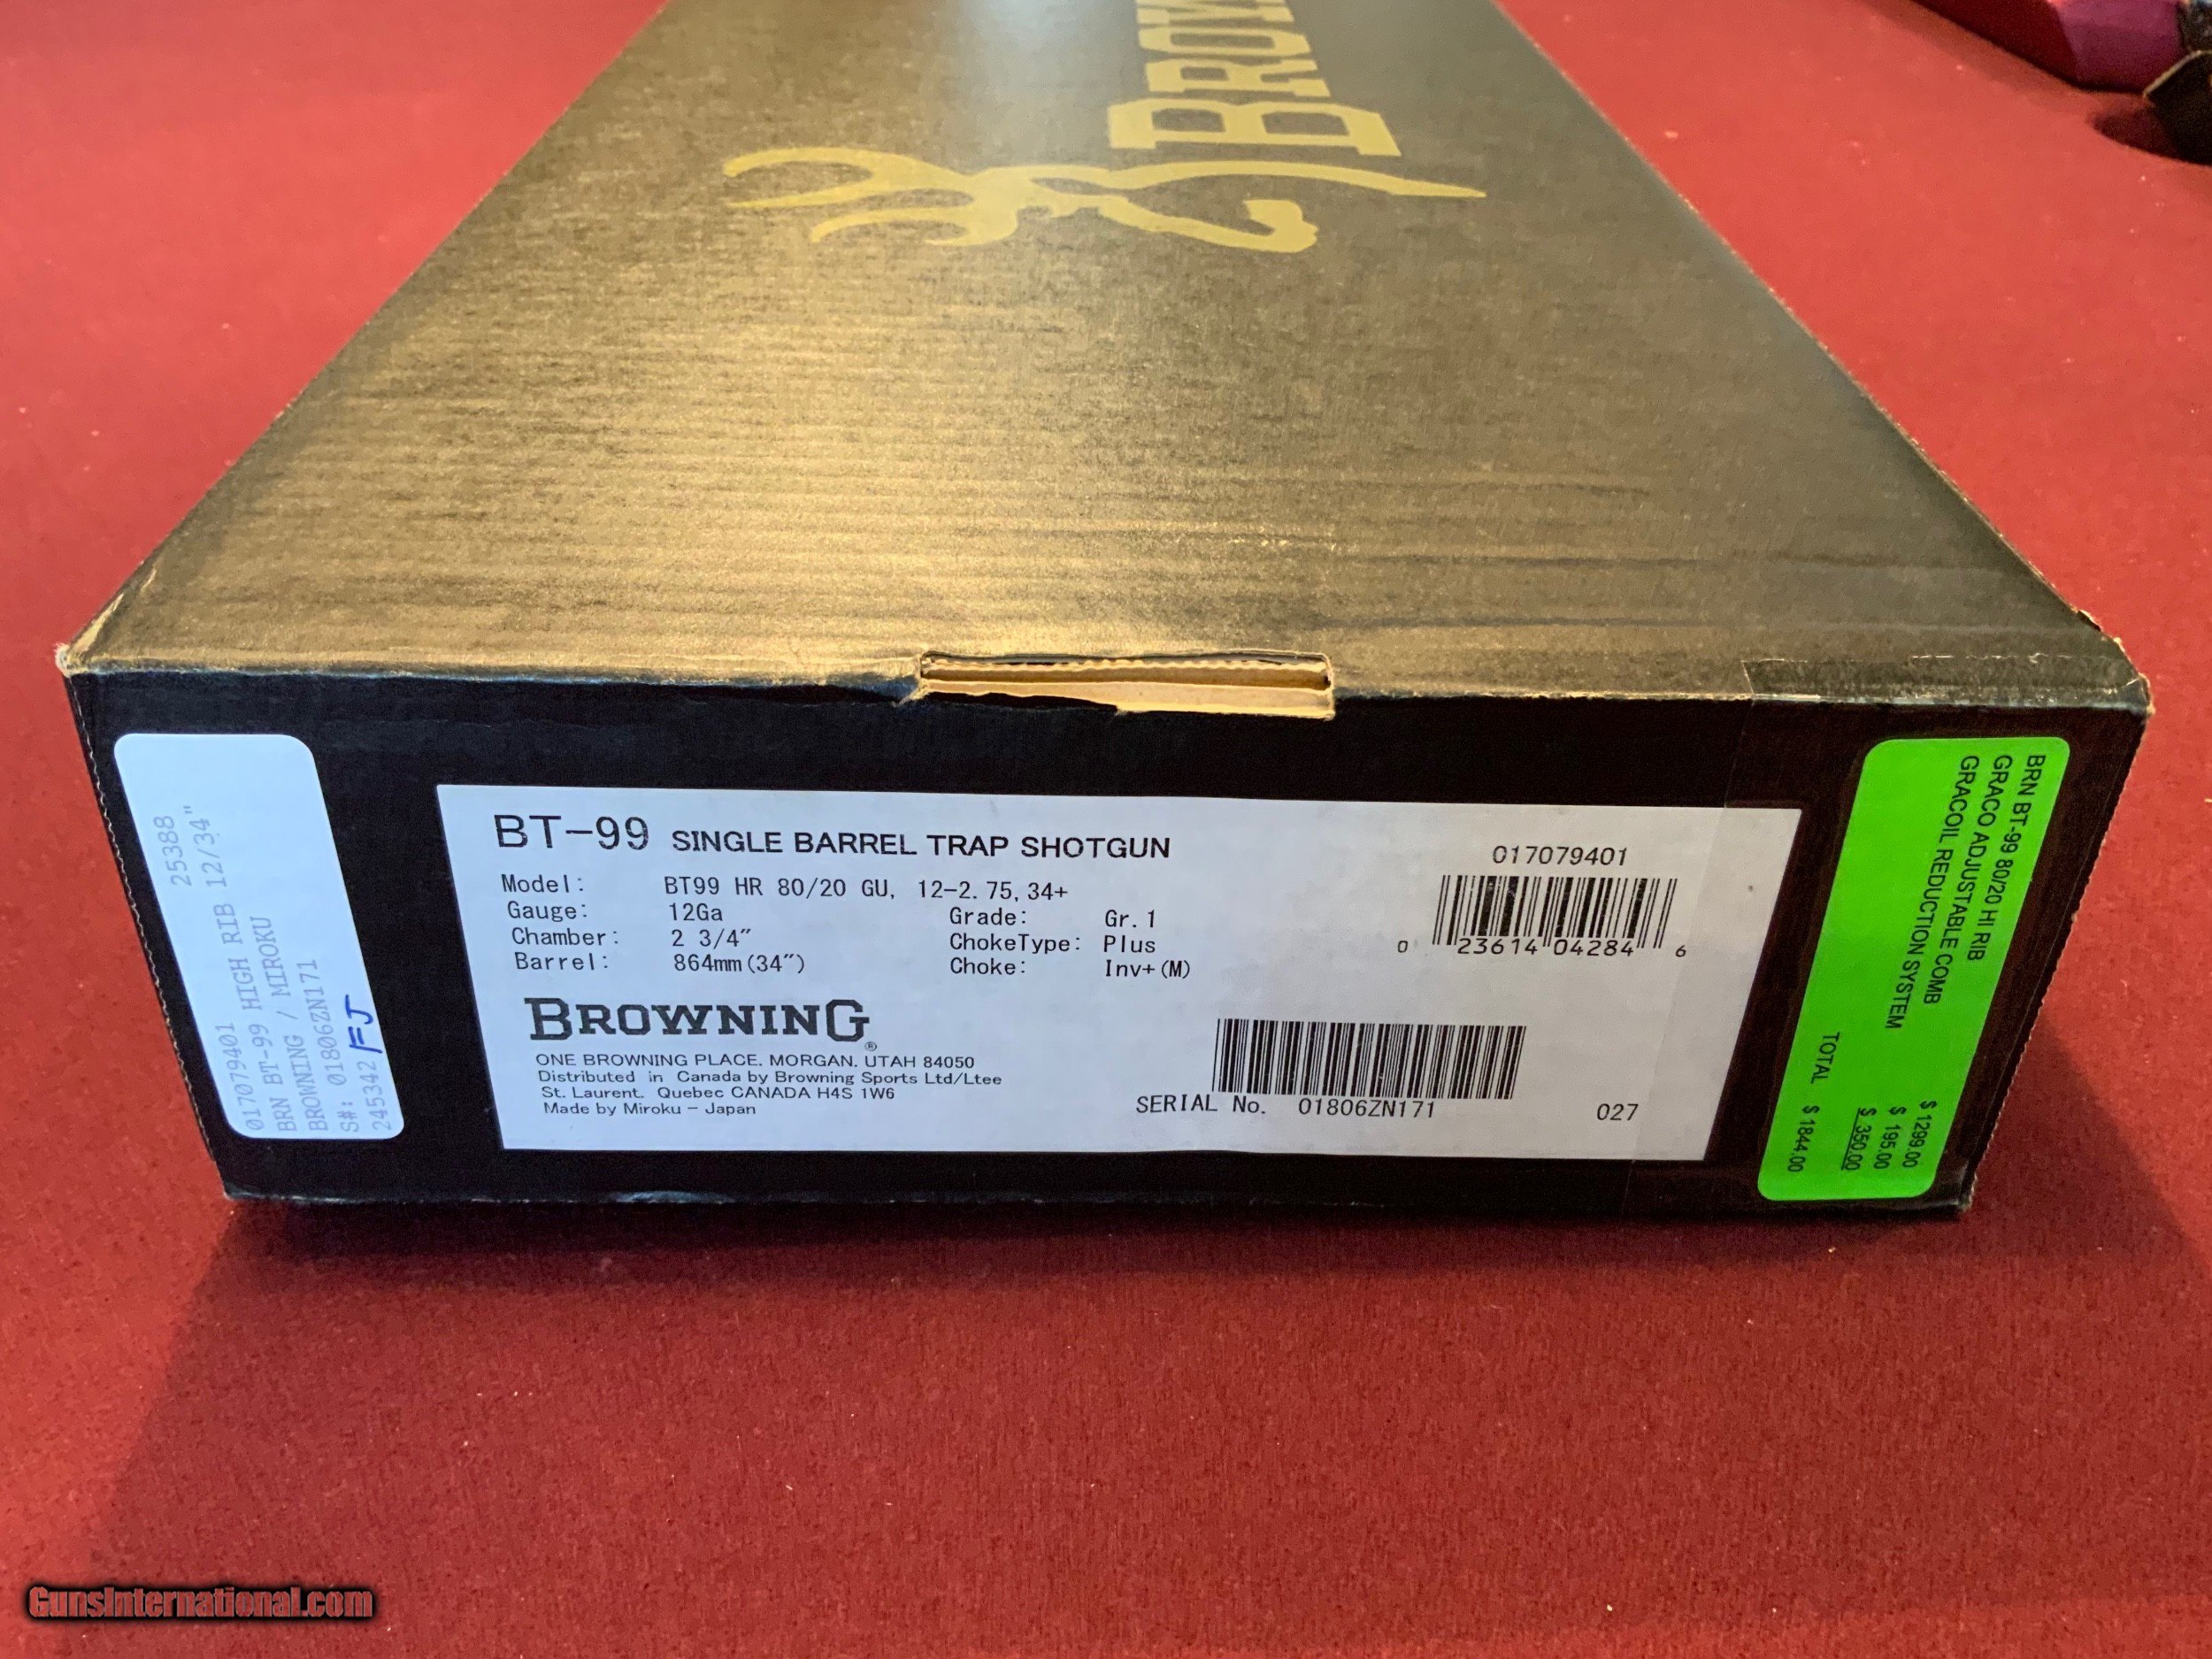 BROW
25388
017079401
BRN BT-99 HIGH RIB 12/34"
BROWNING / MIROKU
BROWNING
S#: 01806ZN171
245342 FJ
BT-99 SINGLE BARREL TRAP SHOTGUN
Model: BT99 HR 80/20 GU, 12-2.75,34+
Gauge: 12Ga
Chamber: 2 3/4"
Barrel: 864mm(34")
Grade: Gr.1
ChokeType: Plus
Choke: Inv+(M)
BROWNING®
ONE BROWNING PLACE. MORGAN. UTAH 84050
Distributed in Canada by Browning Sports Ltd/Ltee
St. Laurent. Quebec CANADA H4S 1W6
Made by Miroku - Japan
017079401
0 23614 04284 6
SERIAL No. 01806ZN171
027
BRN BT-99 80/20 HI RIB $ 1299.00
GRACO ADJUSTABLE COMB $ 195.00
GRACOIL REDUCTION SYSTEM $ 350.00
TOTAL $ 1844.00
GunsInternational.com